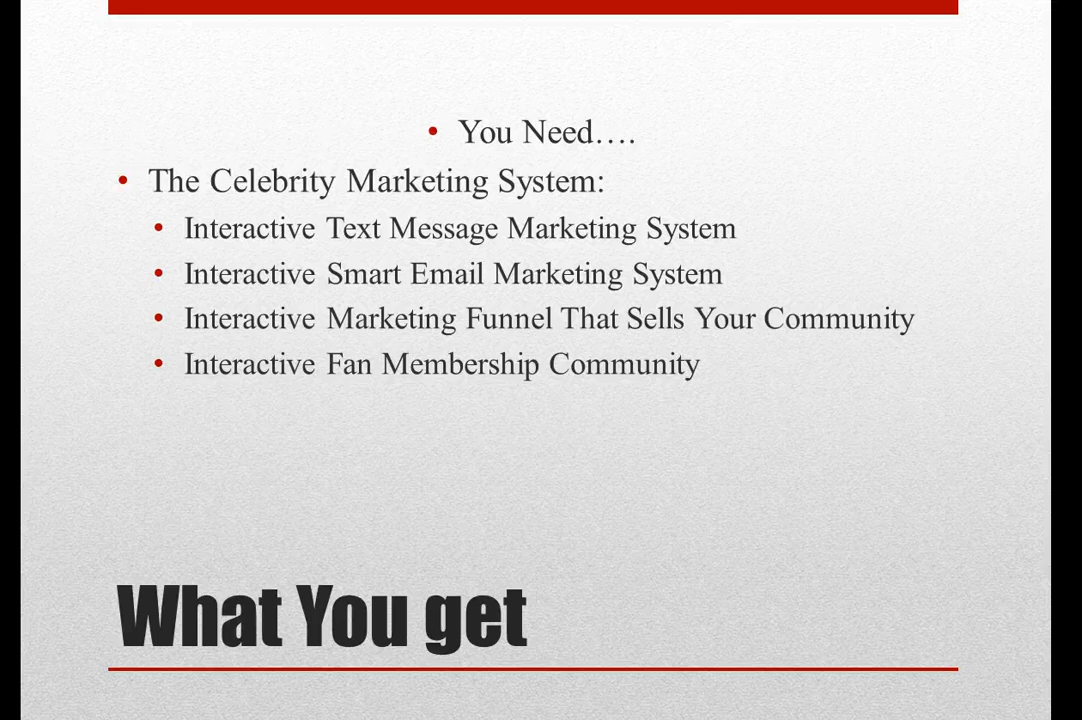 • You Need….
• The Celebrity Marketing System:
• Interactive Text Message Marketing System
• Interactive Smart Email Marketing System
• Interactive Marketing Funnel That Sells Your Community
• Interactive Fan Membership Community
What You get